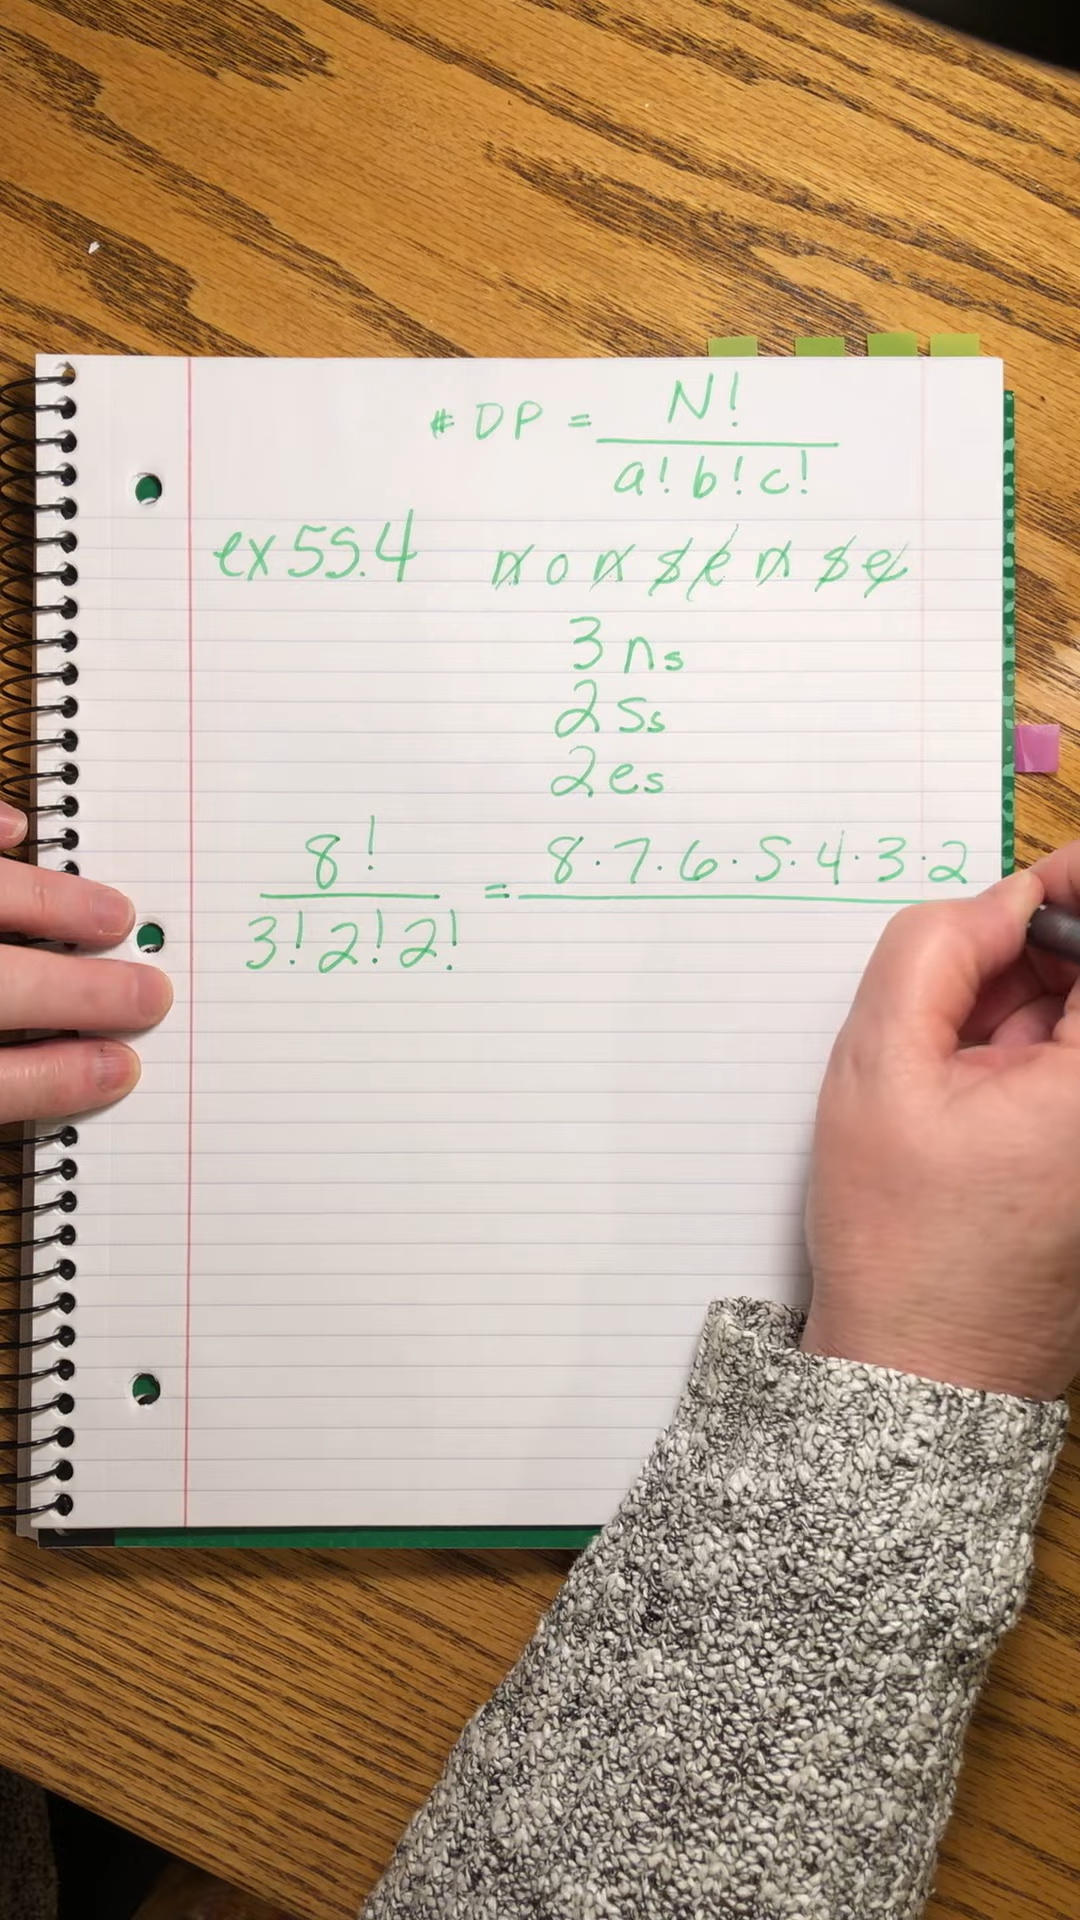 # DP = N!
a! b! c!
ex 55.4 n o n s e n s e
3 ns
2 Ss
2 es
8! = 8·7·6·5·4·3·2
3! 2! 2!